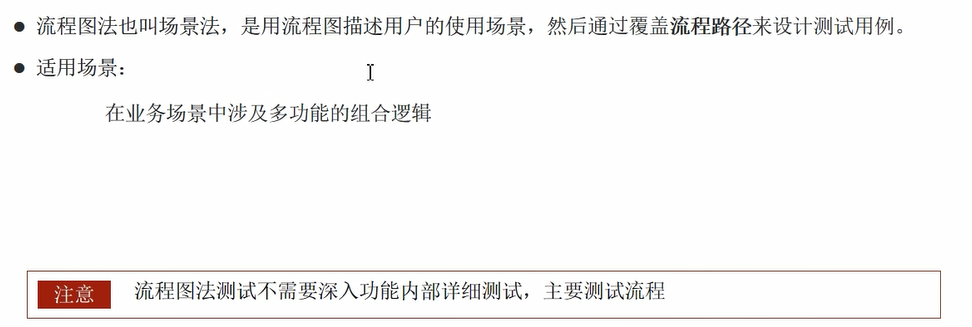 ● 流程图法也叫场景法，是用流程图描述用户的使用场景，然后通过覆盖流程路径来设计测试用例。
● 适用场景：
在业务场景中涉及多功能的组合逻辑
注意 流程图法测试不需要深入功能内部详细测试，主要测试流程